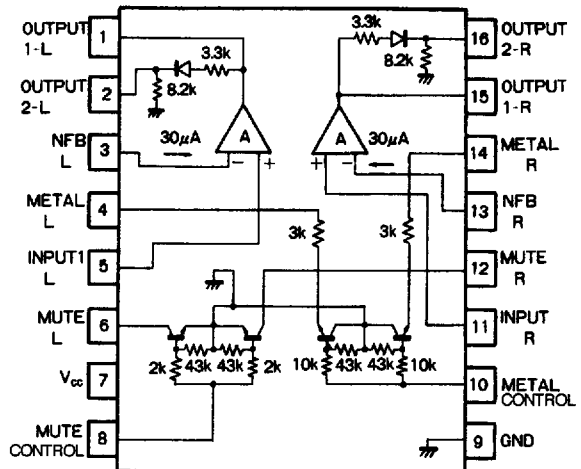 OUTPUT
1-L
1
OUTPUT
2-L
2
NFB
L
3
METAL
L
4
INPUT1
L
5
MUTE
L
6
Vcc
7
MUTE
CONTROL
8
3.3k
8.2k
A
30µA
- +
3.3k
8.2k
A
30µA
+ -
3k
3k
2k
43k
43k
2k
10k
43k
43k
10k
16
OUTPUT
2-R
15
OUTPUT
1-R
14
METAL
R
13
NFB
R
12
MUTE
R
11
INPUT
R
10
METAL
CONTROL
9
GND